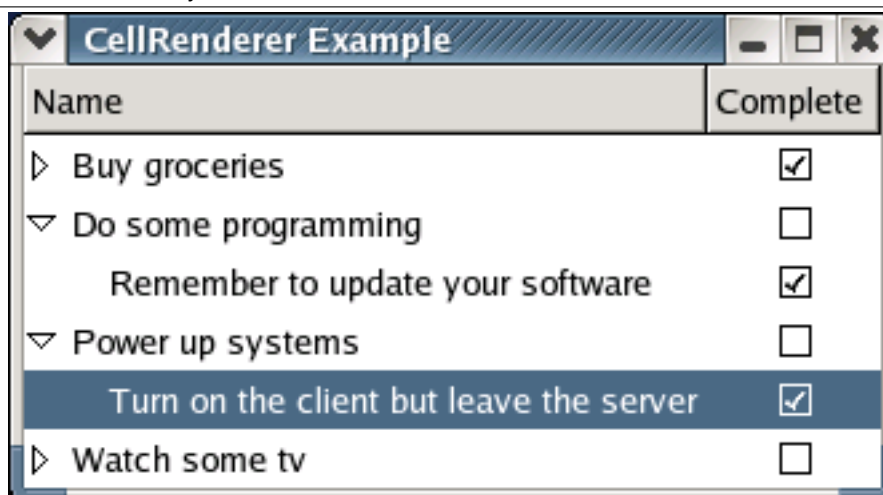 CellRenderer Example
Name Complete
Buy groceries
Do some programming
Remember to update your software
Power up systems
Turn on the client but leave the server
Watch some tv